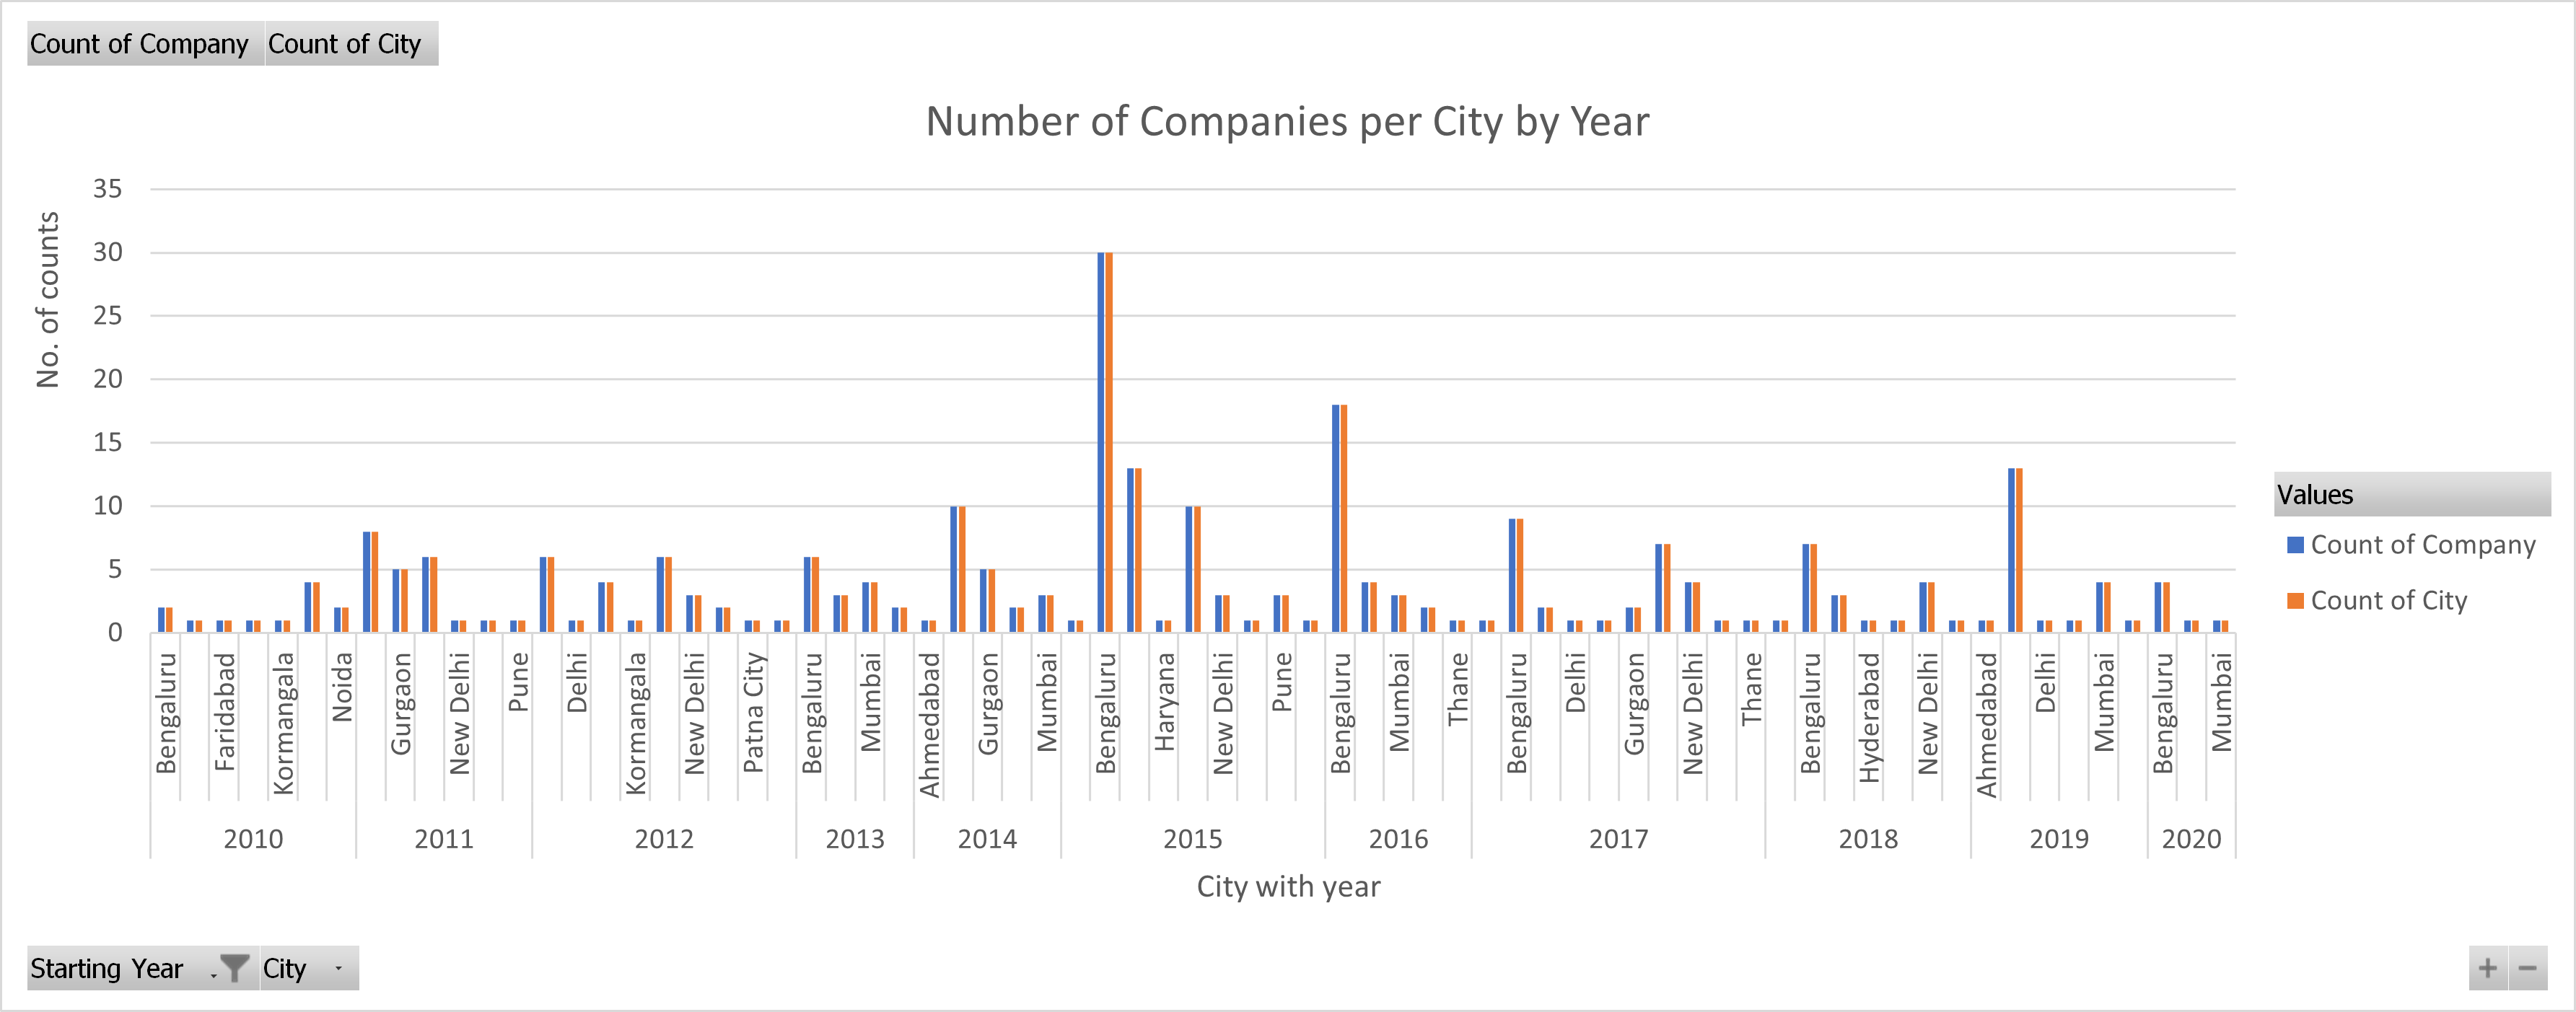 Count of Company Count of City
Number of Companies per City by Year
No. of counts
35
30
25
20
15
10
5
0
Bengaluru
Faridabad
Kormangala
Noida
Gurgaon
New Delhi
Pune
Delhi
Kormangala
New Delhi
Patna City
Bengaluru
Mumbai
Ahmedabad
Gurgaon
Mumbai
Bengaluru
Haryana
New Delhi
Pune
Bengaluru
Mumbai
Thane
Bengaluru
Delhi
Gurgaon
New Delhi
Thane
Bengaluru
Hyderabad
New Delhi
Ahmedabad
Delhi
Mumbai
Bengaluru
Mumbai
2010 2011 2012 2013 2014 2015 2016 2017 2018 2019 2020
City with year
Values
Count of Company
Count of City
Starting Year City
+ −